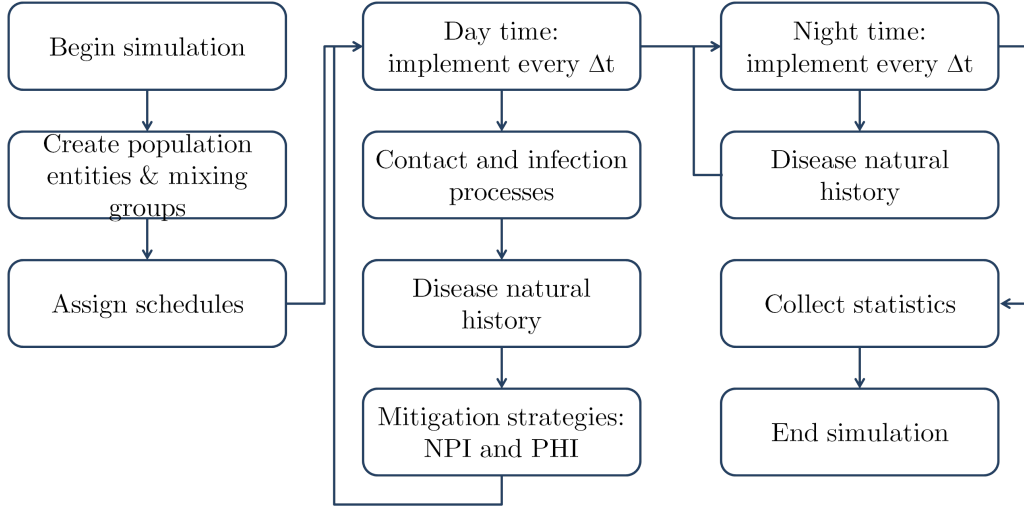 Begin simulation
Create population
entities & mixing
groups
Assign schedules
Day time:
implement every Δt
Contact and infection
processes
Disease natural
history
Mitigation strategies:
NPI and PHI
Night time:
implement every Δt
Disease natural
history
Collect statistics
End simulation